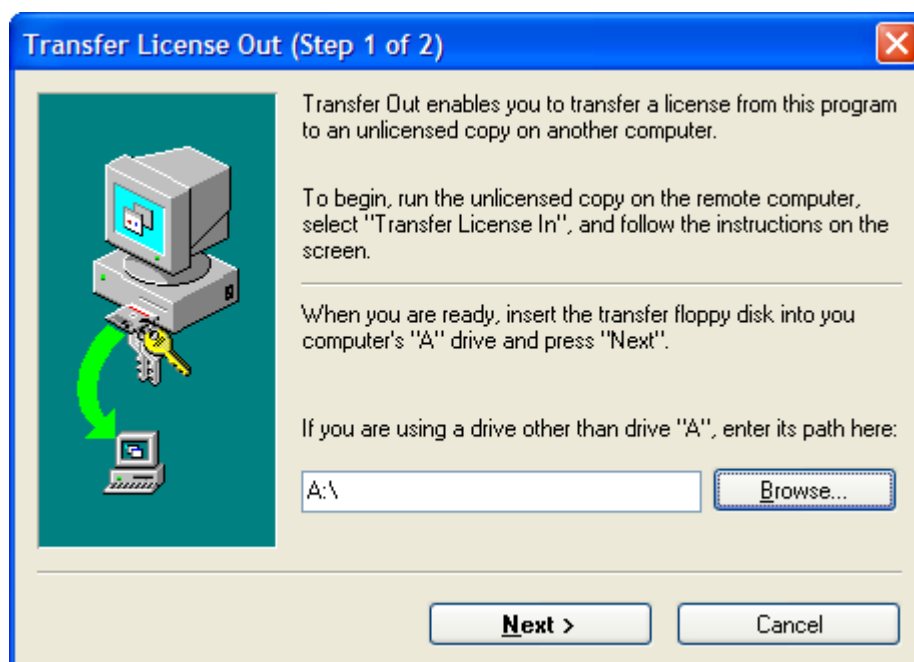 Transfer License Out (Step 1 of 2)
Transfer Out enables you to transfer a license from this program
to an unlicensed copy on another computer.
To begin, run the unlicensed copy on the remote computer,
select "Transfer License In", and follow the instructions on the
screen.
When you are ready, insert the transfer floppy disk into you
computer's "A" drive and press "Next".
If you are using a drive other than drive "A", enter its path here:
A:\
Browse...
Next >
Cancel